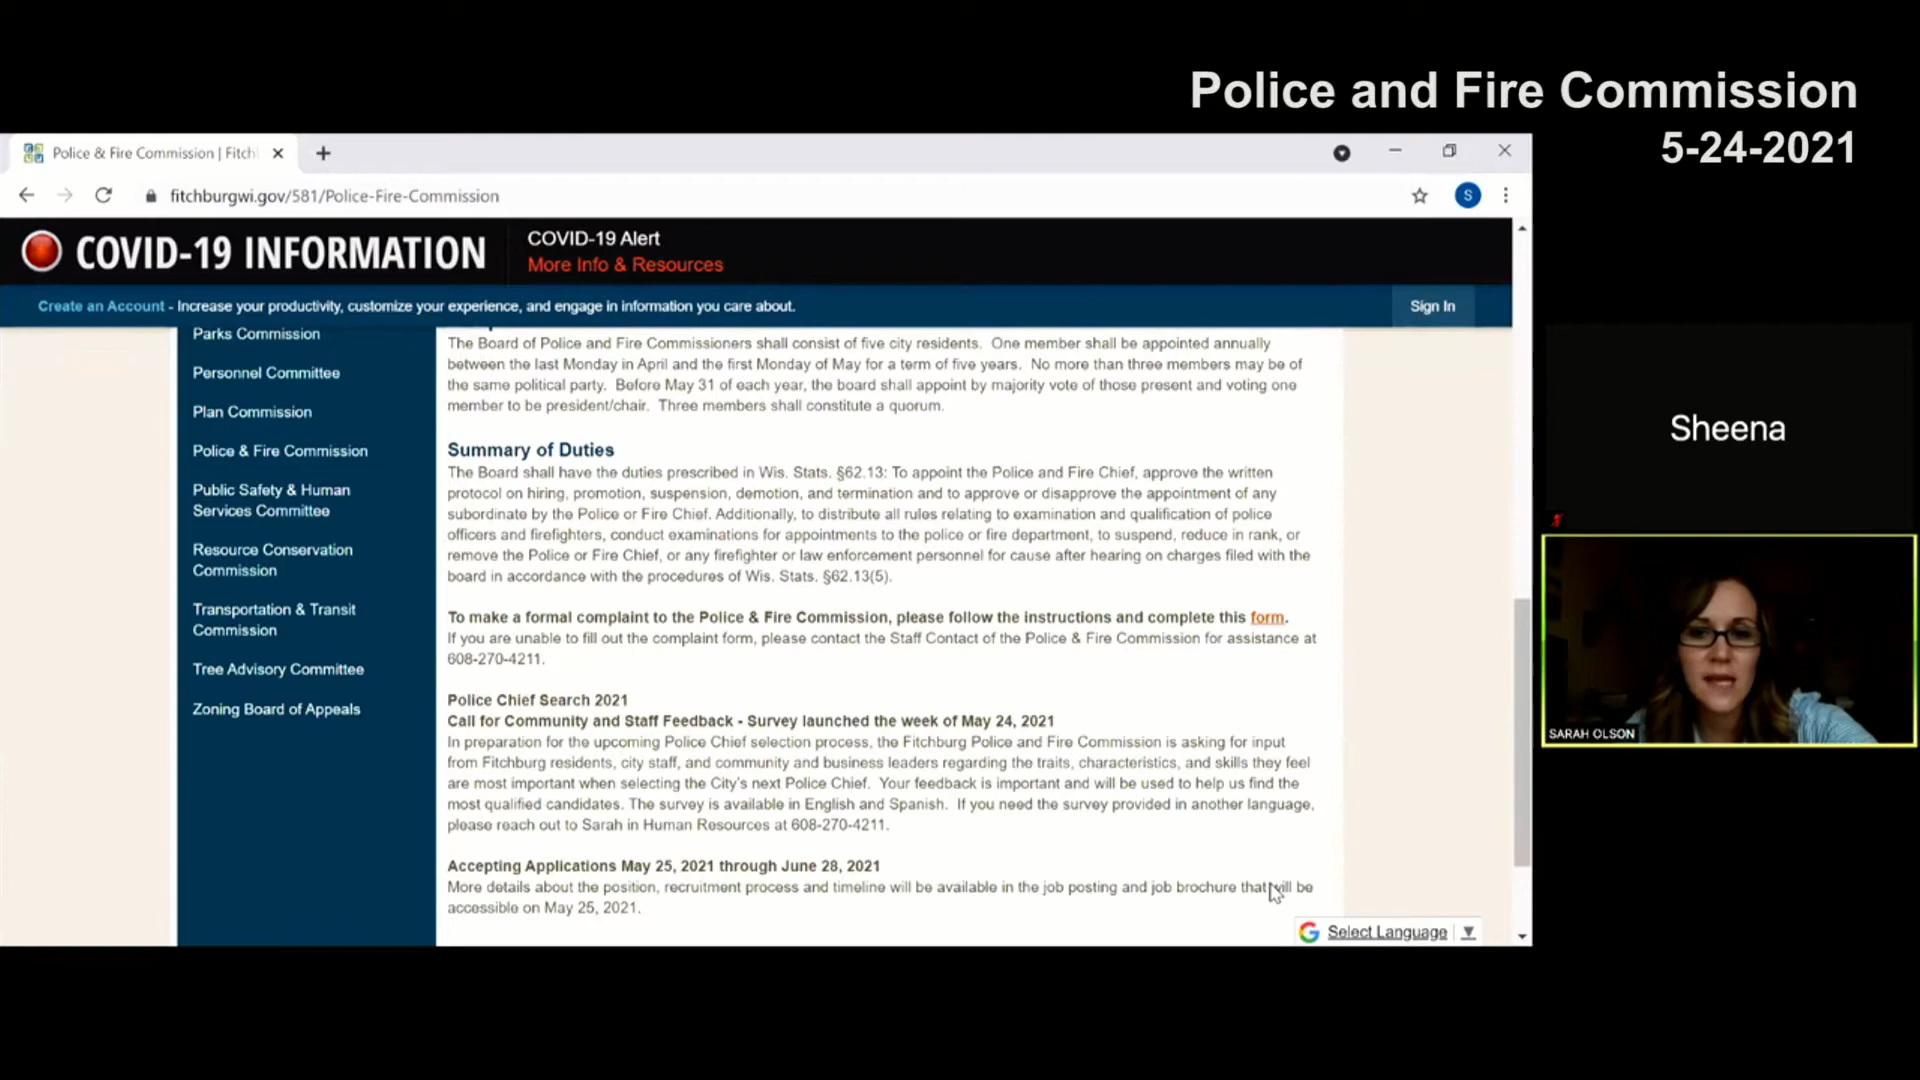 Police and Fire Commission
5-24-2021
Police & Fire Commission | Fitch
fitchburgwi.gov/581/Police-Fire-Commission
S
COVID-19 INFORMATION
COVID-19 Alert
More Info & Resources
Create an Account - Increase your productivity, customize your experience, and engage in information you care about.
Sign In
Parks Commission
Personnel Committee
Plan Commission
Police & Fire Commission
Public Safety & Human
Services Committee
Resource Conservation
Commission
Transportation & Transit
Commission
Tree Advisory Committee
Zoning Board of Appeals
The Board of Police and Fire Commissioners shall consist of five city residents. One member shall be appointed annually
between the last Monday in April and the first Monday of May for a term of five years. No more than three members may be of
the same political party. Before May 31 of each year, the board shall appoint by majority vote of those present and voting one
member to be president/chair. Three members shall constitute a quorum.
Summary of Duties
The Board shall have the duties prescribed in Wis. Stats. §62.13: To appoint the Police and Fire Chief, approve the written
protocol on hiring, promotion, suspension, demotion, and termination and to approve or disapprove the appointment of any
subordinate by the Police or Fire Chief. Additionally, to distribute all rules relating to examination and qualification of police
officers and firefighters, conduct examinations for appointments to the police or fire department, to suspend, reduce in rank, or
remove the Police or Fire Chief, or any firefighter or law enforcement personnel for cause after hearing on charges filed with the
board in accordance with the procedures of Wis. Stats. §62.13(5).
To make a formal complaint to the Police & Fire Commission, please follow the instructions and complete this form.
If you are unable to fill out the complaint form, please contact the Staff Contact of the Police & Fire Commission for assistance at
608-270-4211.
Police Chief Search 2021
Call for Community and Staff Feedback - Survey launched the week of May 24, 2021
In preparation for the upcoming Police Chief selection process, the Fitchburg Police and Fire Commission is asking for input
from Fitchburg residents, city staff, and community and business leaders regarding the traits, characteristics, and skills they feel
are most important when selecting the City's next Police Chief. Your feedback is important and will be used to help us find the
most qualified candidates. The survey is available in English and Spanish. If you need the survey provided in another language,
please reach out to Sarah in Human Resources at 608-270-4211.
Accepting Applications May 25, 2021 through June 28, 2021
More details about the position, recruitment process and timeline will be available in the job posting and job brochure that will be
accessible on May 25, 2021.
Select Language
Sheena
SARAH OLSON